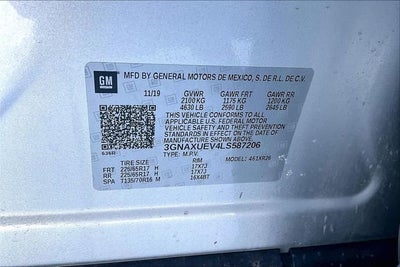 GM
MFD BY GENERAL MOTORS DE MEXICO, S. DE R.L. DE C.V.
11/19 GVWR GAWR FRT GAWR RR
2100 KG 1175 KG 1200 KG
4630 LB 2590 LB 2645 LB
THIS VEHICLE CONFORMS TO ALL
APPLICABLE U.S. FEDERAL MOTOR
VEHICLE SAFETY AND THEFT PREVENTION
STANDARDS IN EFFECT ON THE DATE OF
MANUFACTURE SHOWN ABOVE.
3GNAXUEV4LS587206
TYPE: M.P.V. MODEL: 461XR26
TIRE SIZE RIM
FRT 225/65R17 H 17X7J
RR 225/65R17 H 17X7J
SPA T135/70R16 M 16X4BT